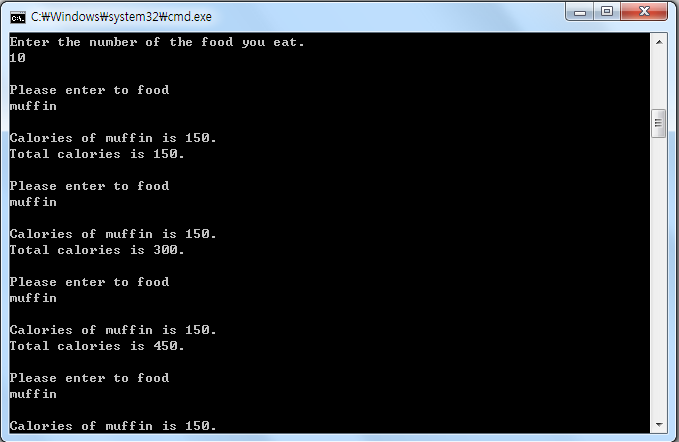 C:₩Windows₩system32₩cmd.exe
Enter the number of the food you eat.
10
Please enter to food
muffin
Calories of muffin is 150.
Total calories is 150.
Please enter to food
muffin
Calories of muffin is 150.
Total calories is 300.
Please enter to food
muffin
Calories of muffin is 150.
Total calories is 450.
Please enter to food
muffin
Calories of muffin is 150.